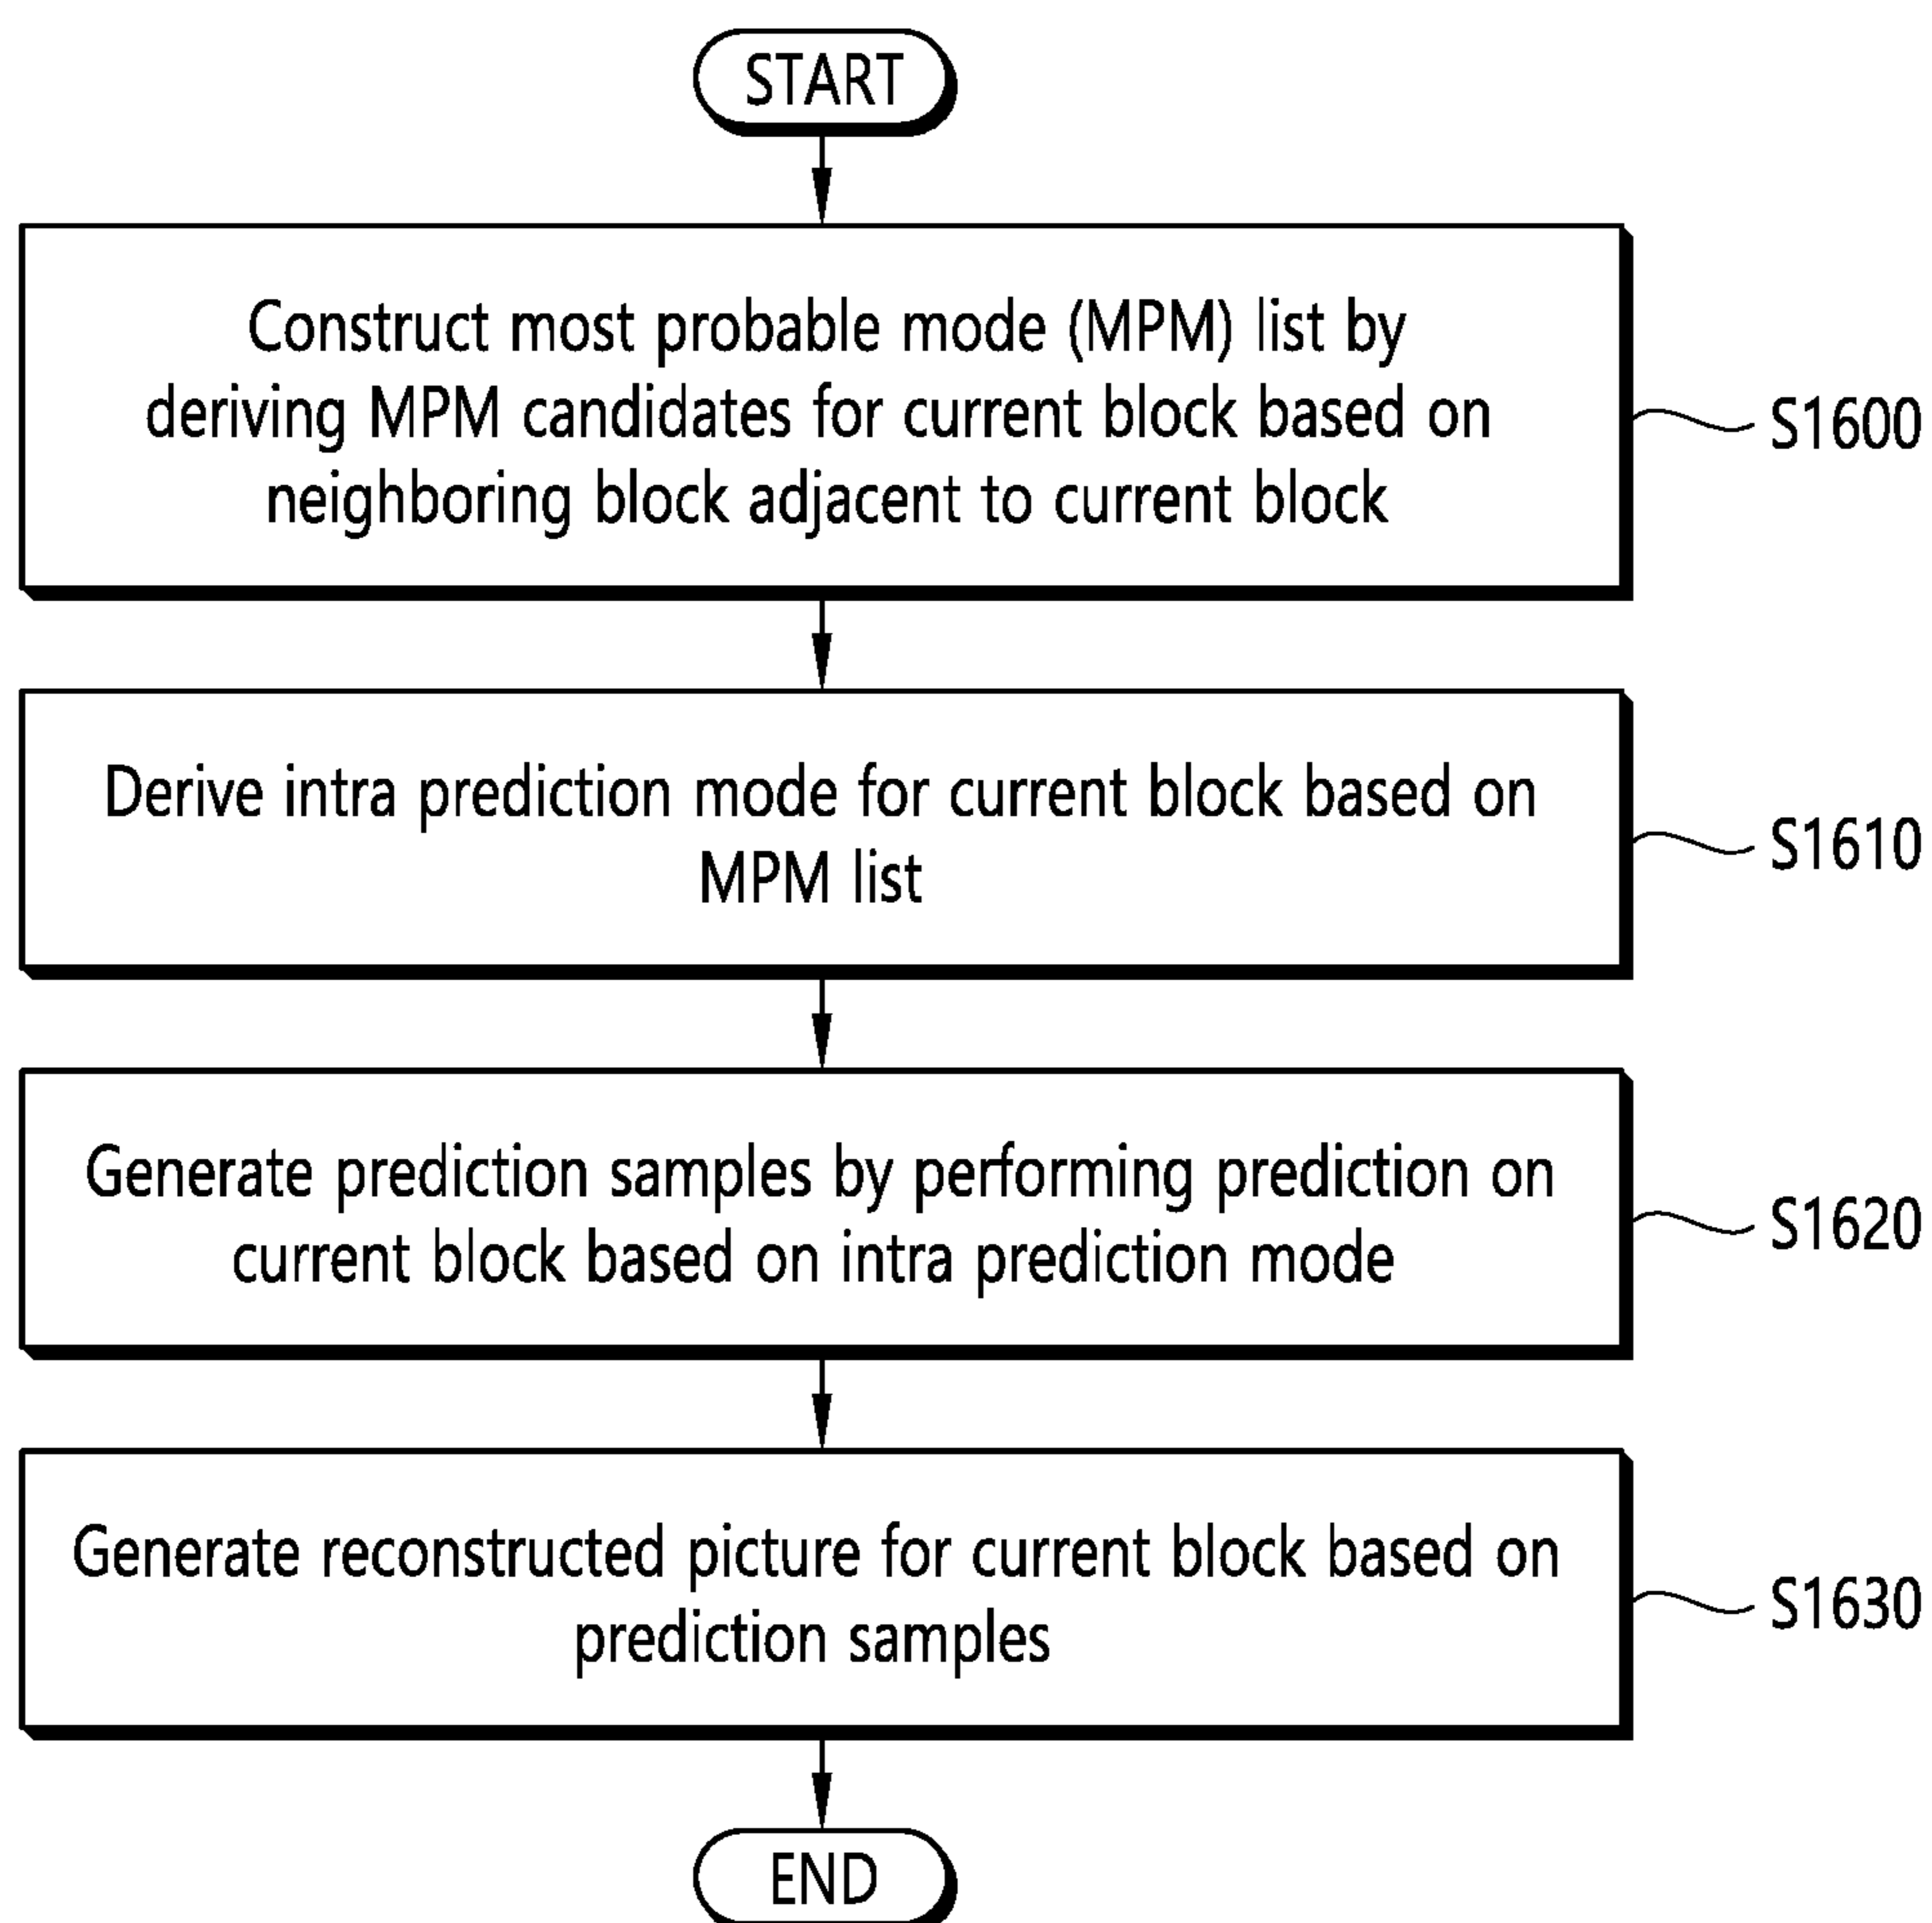 START
Construct most probable mode (MPM) list by
deriving MPM candidates for current block based on
neighboring block adjacent to current block
S1600
Derive intra prediction mode for current block based on
MPM list
S1610
Generate prediction samples by performing prediction on
current block based on intra prediction mode
S1620
Generate reconstructed picture for current block based on
prediction samples
S1630
END